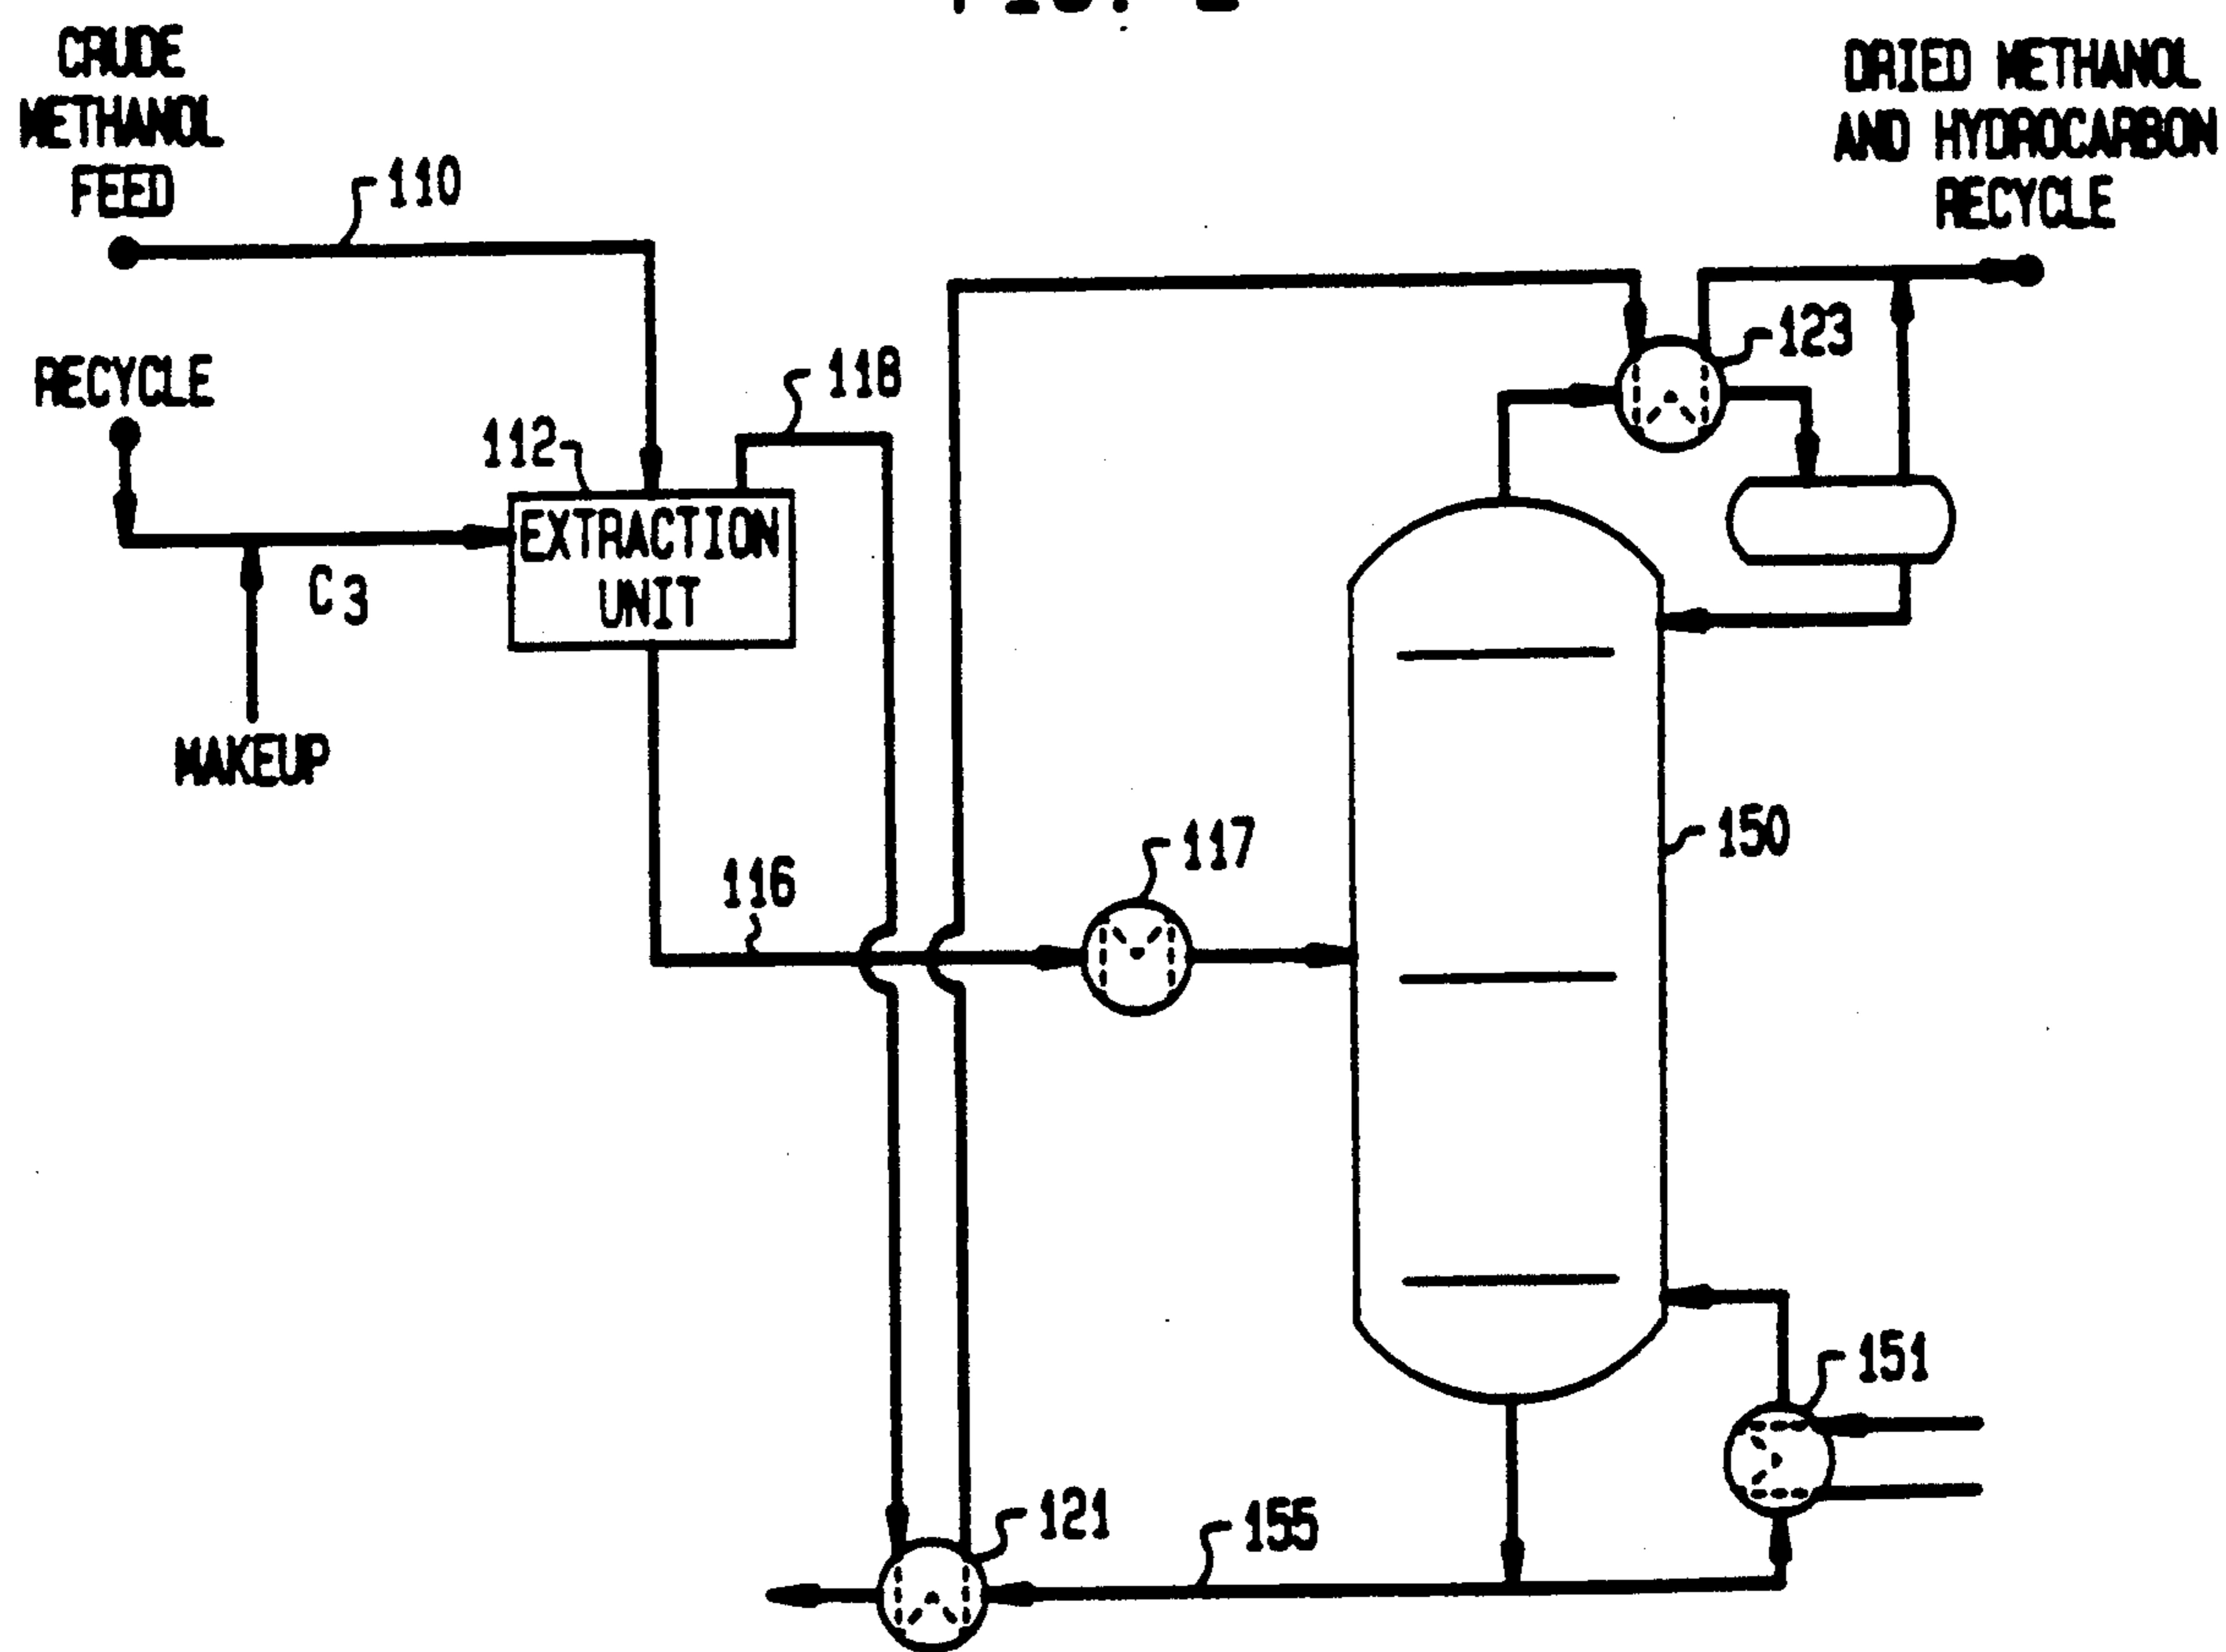 CRUDE
METHANOL
FEED
110
DRIED METHANOL
AND HYDROCARBON
RECYCLE
123
RECYCLE
118
112
EXTRACTION
UNIT
C3
MAKEUP
150
117
116
151
121
155